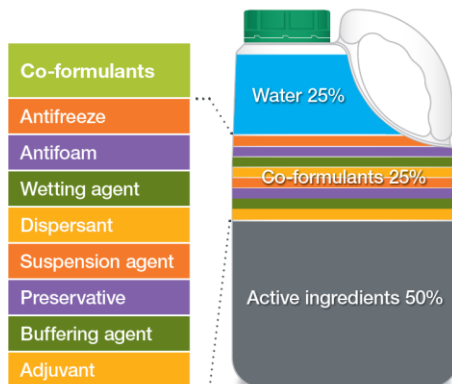 Co-formulants
Antifreeze
Antifoam
Wetting agent
Dispersant
Suspension agent
Preservative
Buffering agent
Adjuvant
Water 25%
Co-formulants 25%
Active ingredients 50%